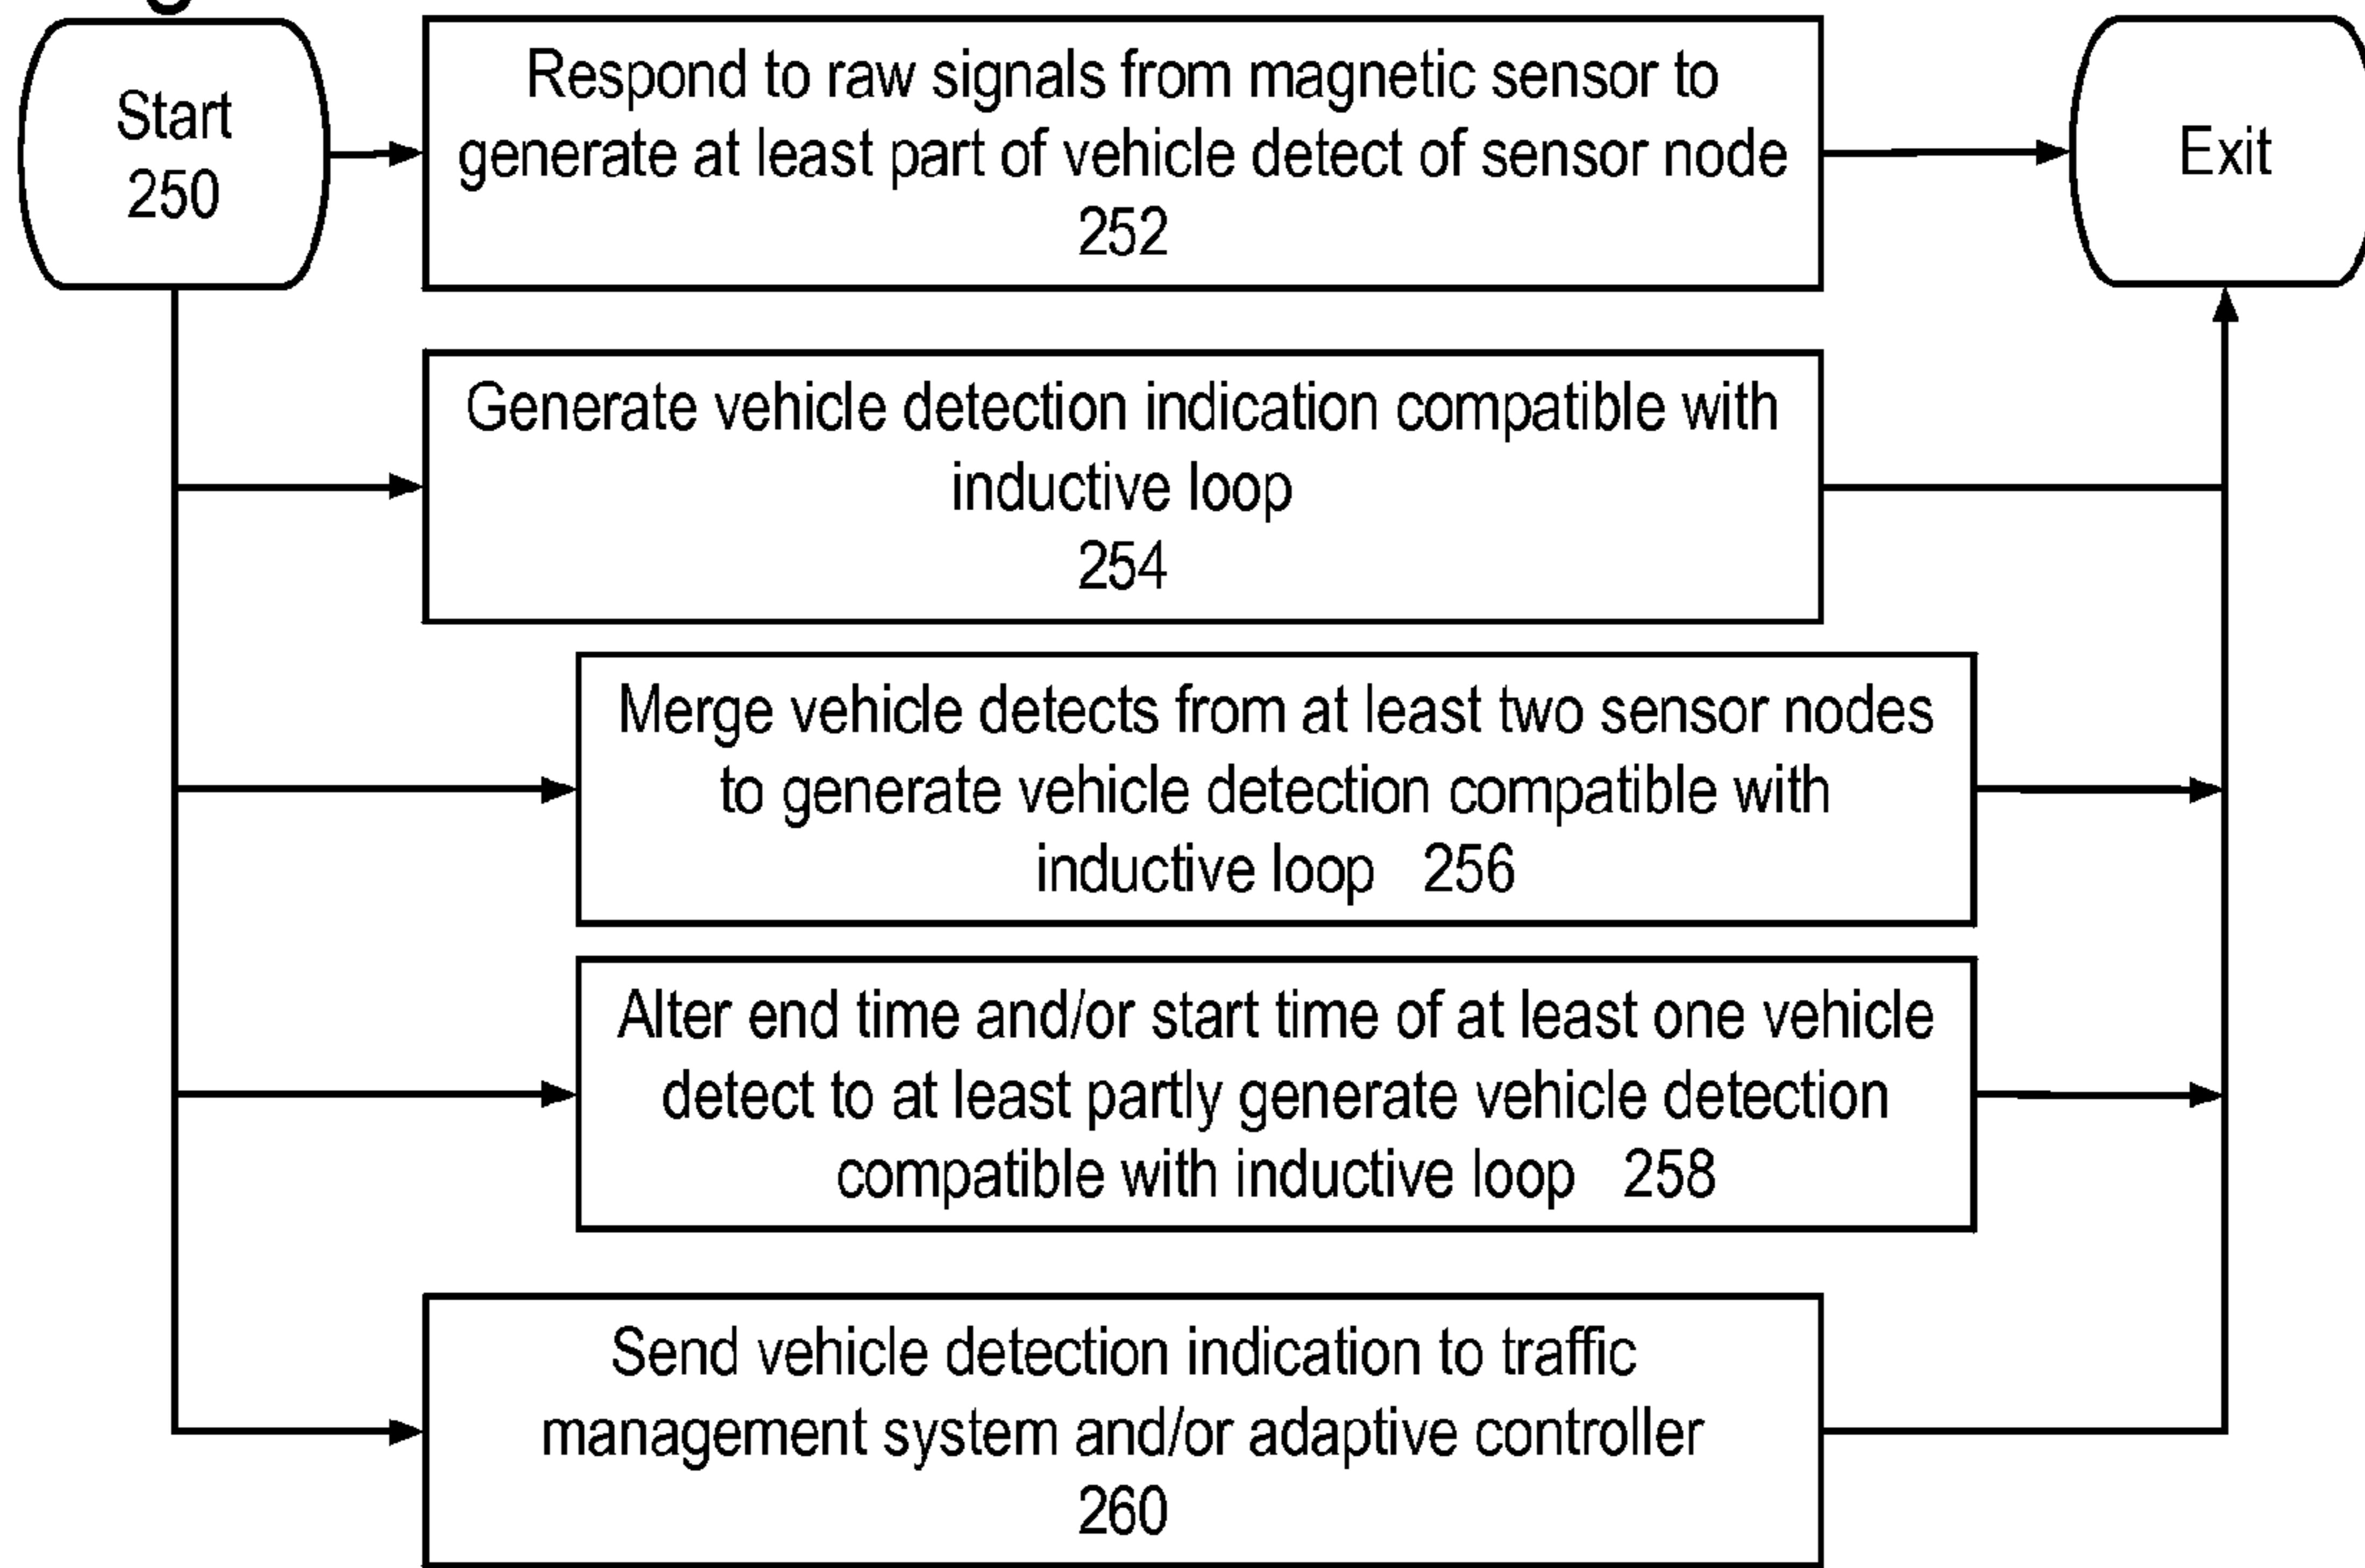 Start
250
Respond to raw signals from magnetic sensor to
generate at least part of vehicle detect of sensor node
252
Exit
Generate vehicle detection indication compatible with
inductive loop
254
Merge vehicle detects from at least two sensor nodes
to generate vehicle detection compatible with
inductive loop 256
Alter end time and/or start time of at least one vehicle
detect to at least partly generate vehicle detection
compatible with inductive loop 258
Send vehicle detection indication to traffic
management system and/or adaptive controller
260